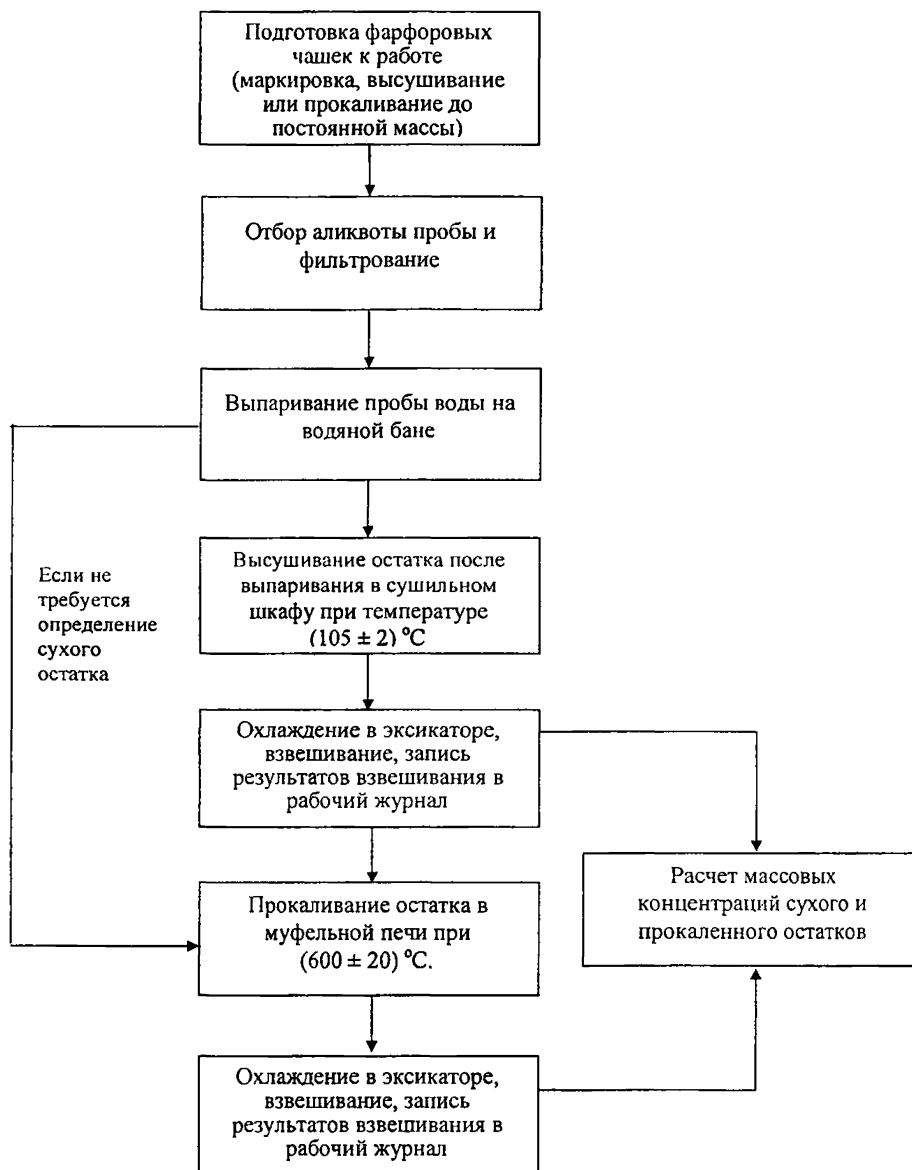 Подготовка фарфоровых
чашек к работе
(маркировка, высушивание
или прокаливание до
постоянной массы)
Отбор аликвоты пробы и
фильтрование
Выпаривание пробы воды на
водяной бане
Если не
требуется
определение
сухого
остатка
Высушивание остатка после
выпаривания в сушильном
шкафу при температуре
(105 ± 2) °С
Охлаждение в эксикаторе,
взвешивание, запись
результатов взвешивания в
рабочий журнал
Прокаливание остатка в
муфельной печи при
(600 ± 20) °С.
Расчет массовых
концентраций сухого и
прокаленного остатков
Охлаждение в эксикаторе,
взвешивание, запись
результатов взвешивания в
рабочий журнал